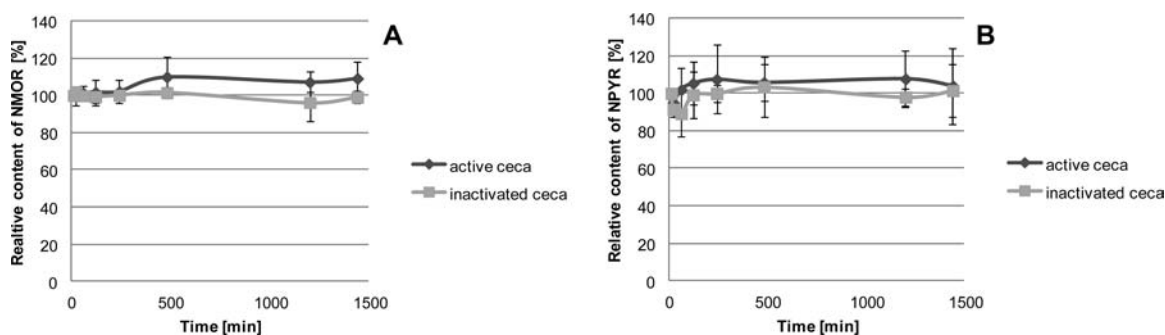 A
Realtive content of NMOR [%]
140
120
100
80
60
40
20
0
0 500 1000 1500
Time [min]
active ceca
inactivated ceca
B
Relative content of NPYR [%]
140
120
100
80
60
40
20
0
0 500 1000 1500
Time [min]
active ceca
inactivated ceca